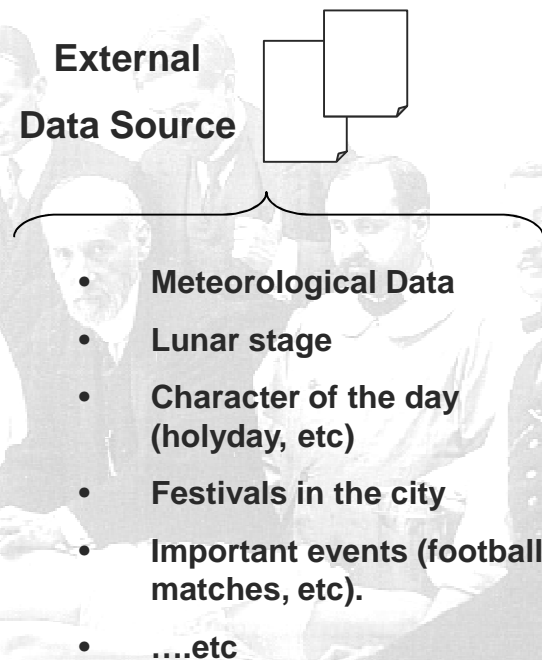 External
Data Source
• Meteorological Data
• Lunar stage
• Character of the day
(holyday, etc)
• Festivals in the city
• Important events (football
matches, etc).
• ....etc